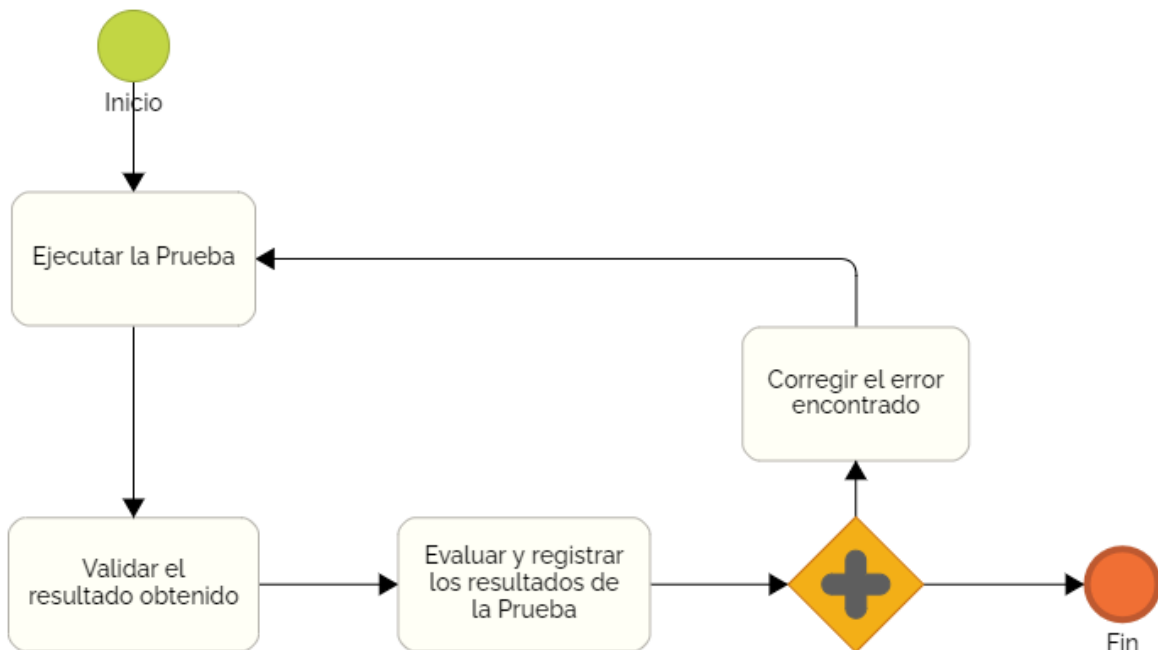 Inicio
Ejecutar la Prueba
Corregir el error
encontrado
Validar el
resultado obtenido
Evaluar y registrar
los resultados de
la Prueba
Fin